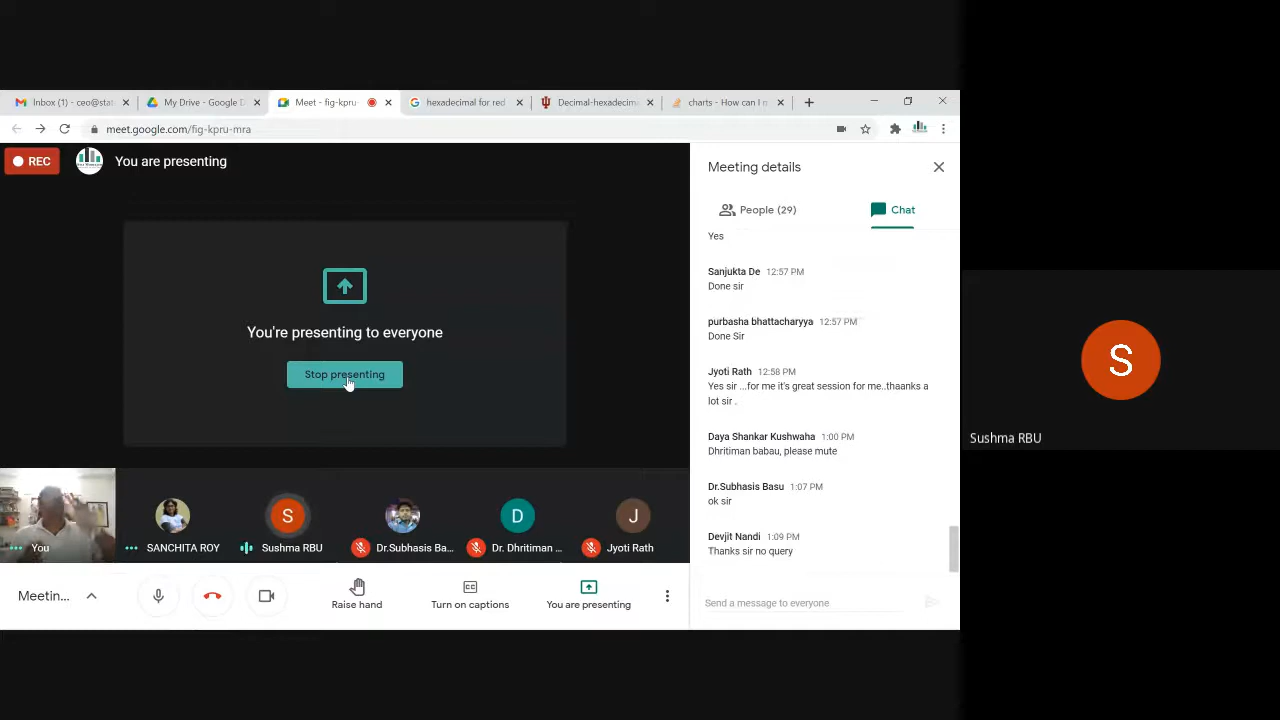 Inbox (1) - ceo@stat
My Drive - Google D
Meet - fig-kpru
hexadecimal for red
Decimal-hexadecim
charts - How can I m
meet.google.com/fig-kpru-mra
REC
You are presenting
You're presenting to everyone
Stop presenting
You
SANCHITA ROY
S
Sushma RBU
Dr.Subhasis Ba...
D
Dr. Dhritiman ...
J
Jyoti Rath
Meetin...
Raise hand
CC
Turn on captions
You are presenting
Meeting details
People (29)
Chat
Yes
Sanjukta De 12:57 PM
Done sir
purbasha bhattacharyya 12:57 PM
Done Sir
Jyoti Rath 12:58 PM
Yes sir ...for me it's great session for me..thaanks a
lot sir .
Daya Shankar Kushwaha 1:00 PM
Dhritiman babau, please mute
Dr.Subhasis Basu 1:07 PM
ok sir
Devjit Nandi 1:09 PM
Thanks sir no query
Send a message to everyone
S
Sushma RBU